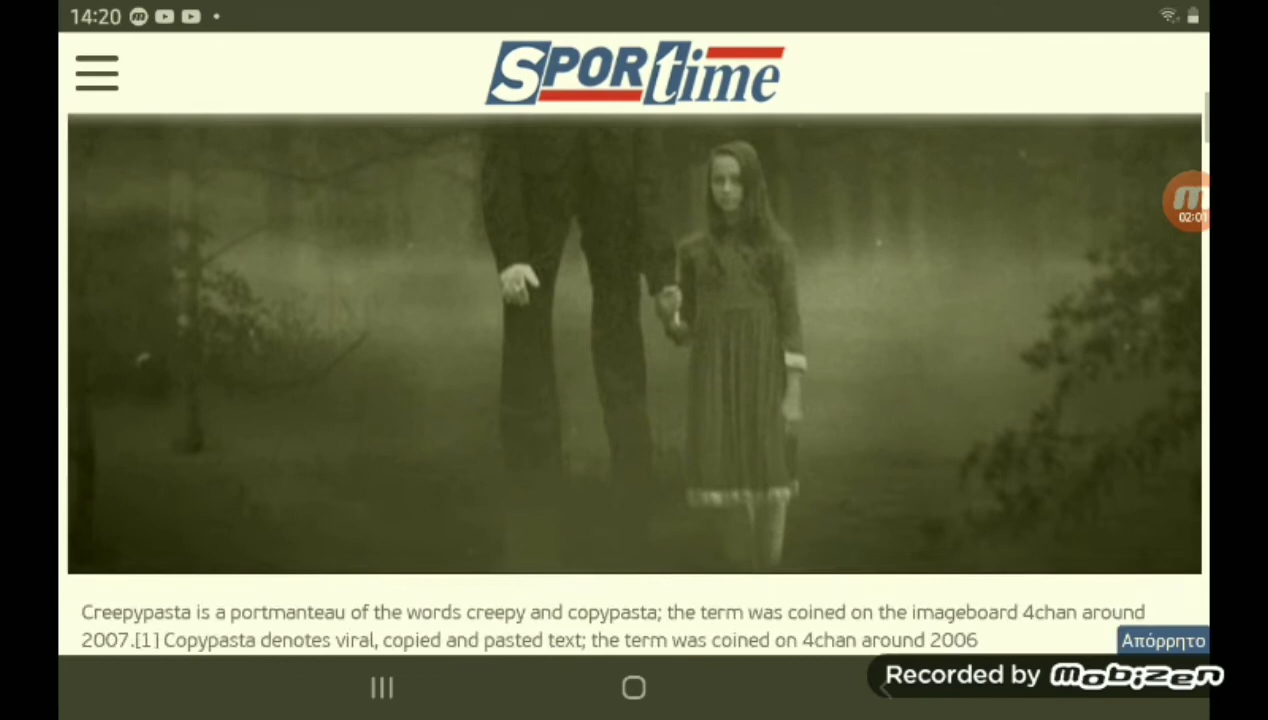 14:20
SPORtime
02:01
Creepypasta is a portmanteau of the words creepy and copypasta; the term was coined on the imageboard 4chan around
2007.[1] Copypasta denotes viral, copied and pasted text; the term was coined on 4chan around 2006
Απόρρητο
Recorded by mobizen